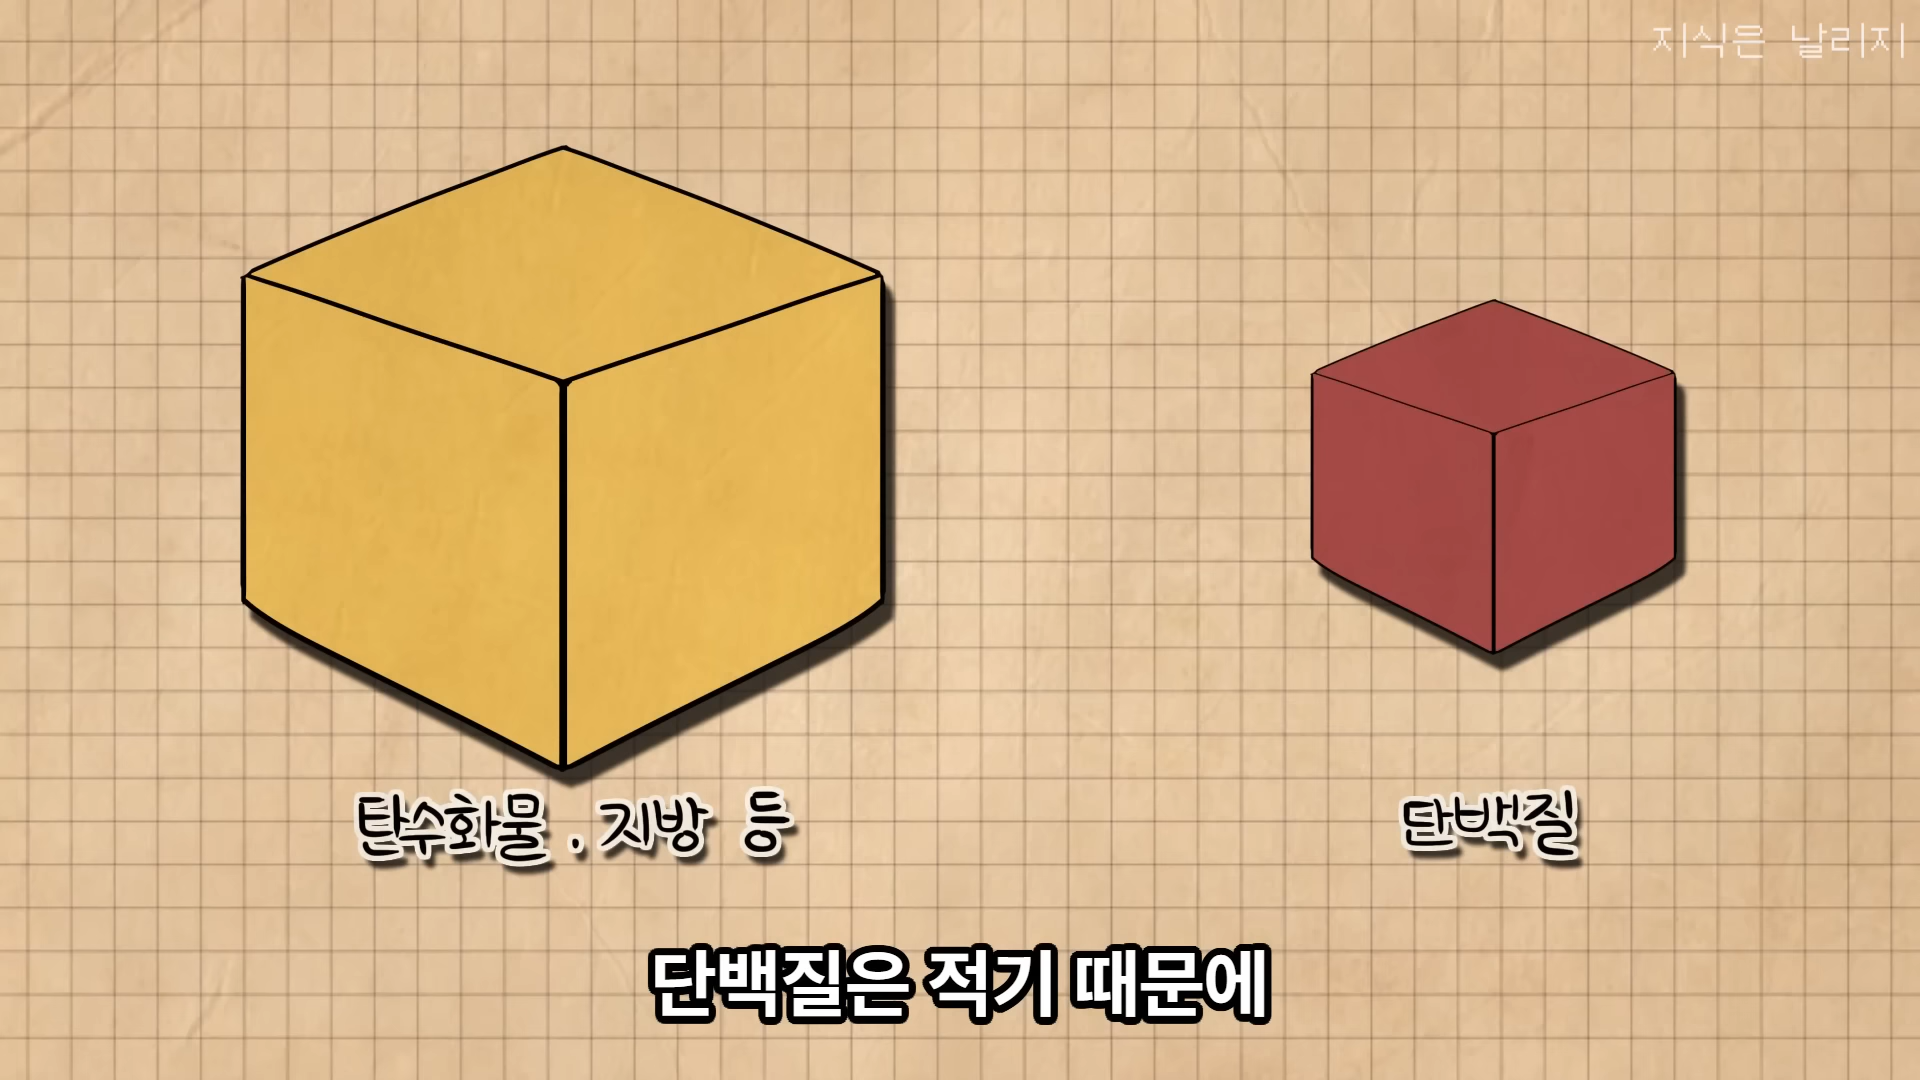 지식은 날리지
탄수화물 . 지방 등
단백질
단백질은 적기 때문에